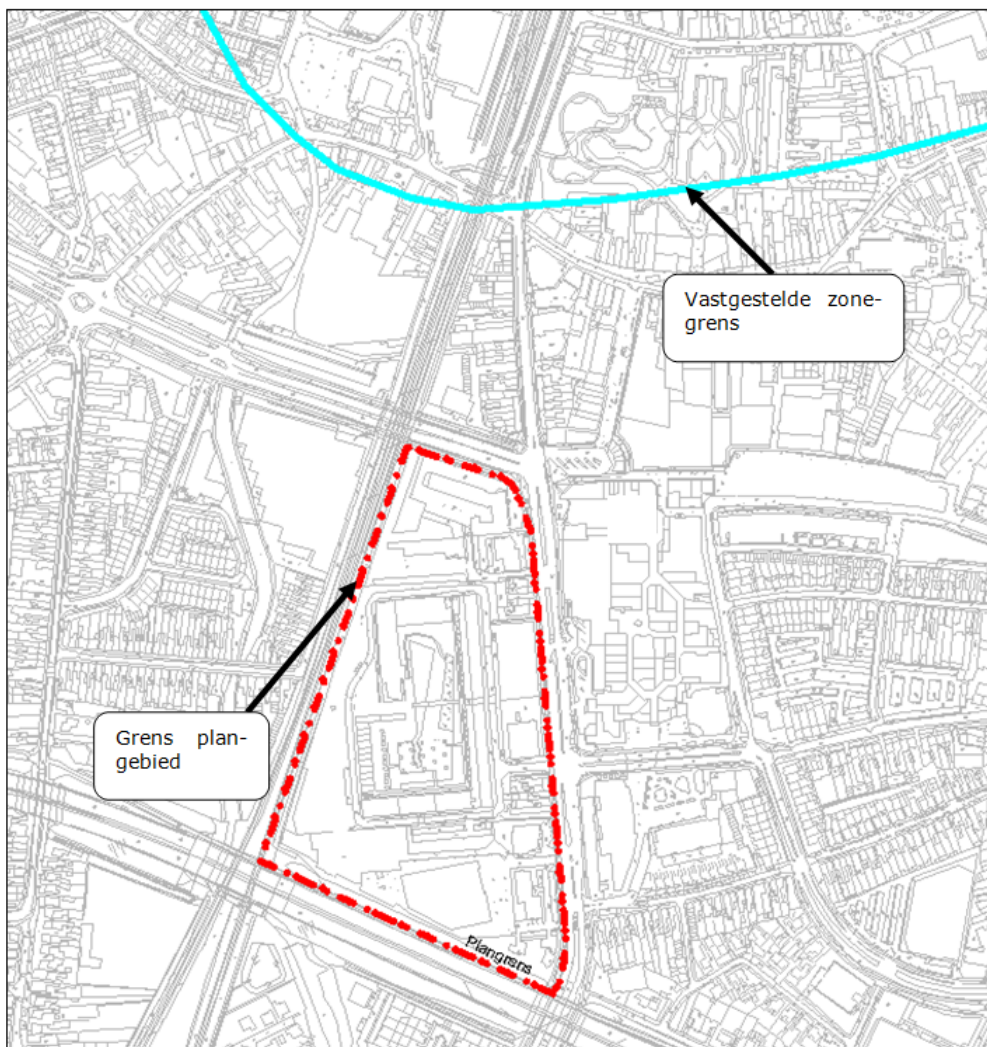 Vastgestelde zone-
grens
Grens plan-
gebied
Plangrens